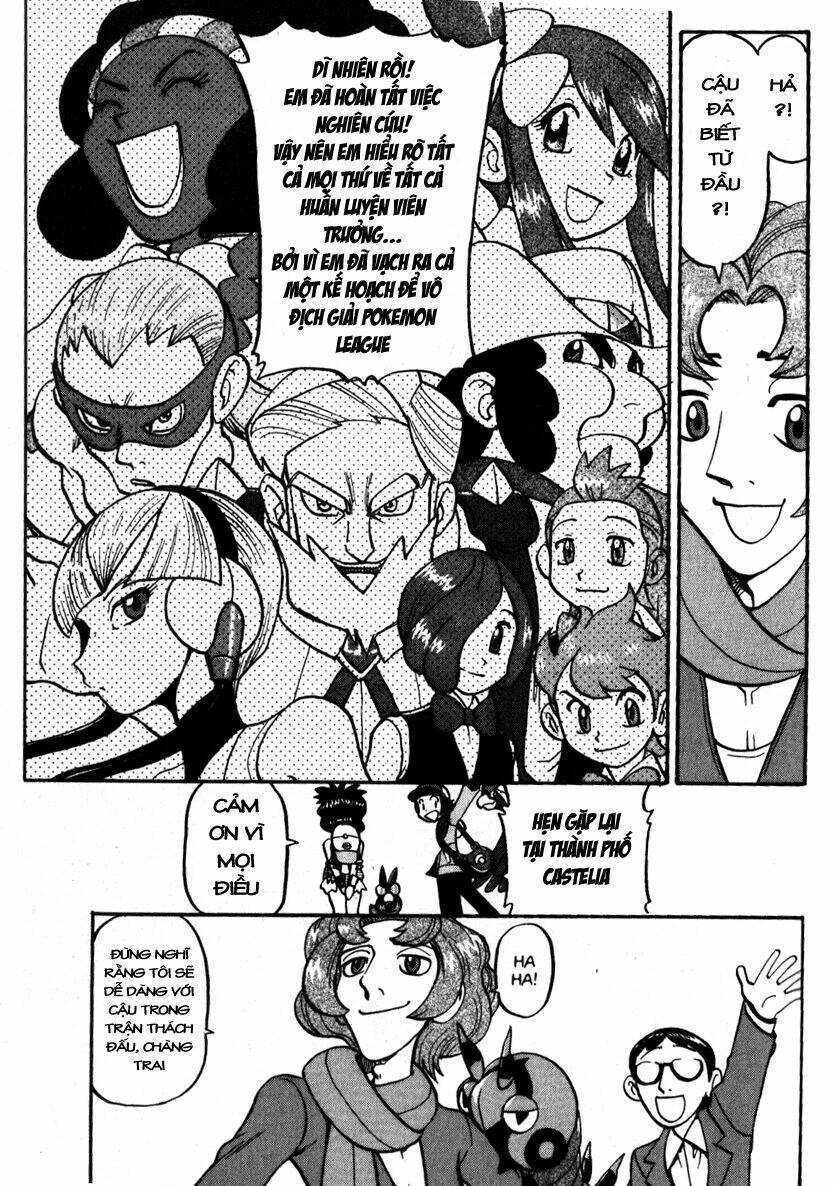 HẢ
?!
CẬU
ĐÃ
BIẾT
TỪ
ĐẦU
?!
DĨ NHIÊN RỒI!
EM ĐÃ HOÀN TẤT VIỆC
NGHIÊN CỨU!
VẬY NÊN EM HIỂU RÕ TẤT
CẢ MỌI THỨ VỀ TẤT CẢ
HUẤN LUYỆN VIÊN
TRƯỞNG...
BỞI VÌ EM ĐÃ VẠCH RA CẢ
MỘT KẾ HOẠCH ĐỂ VÔ
ĐỊCH GIẢI POKEMON
LEAGUE
HẸN GẶP LẠI
TẠI THÀNH PHỐ
CASTELIA
CẢM
ƠN VÌ
MỌI
ĐIỀU
HA
HA!
ĐỪNG NGHĨ
RẰNG TÔI SẼ
DỄ DÀNG VỚI
CẬU TRONG
TRẬN THÁCH
ĐẤU, CHÀNG
TRAI